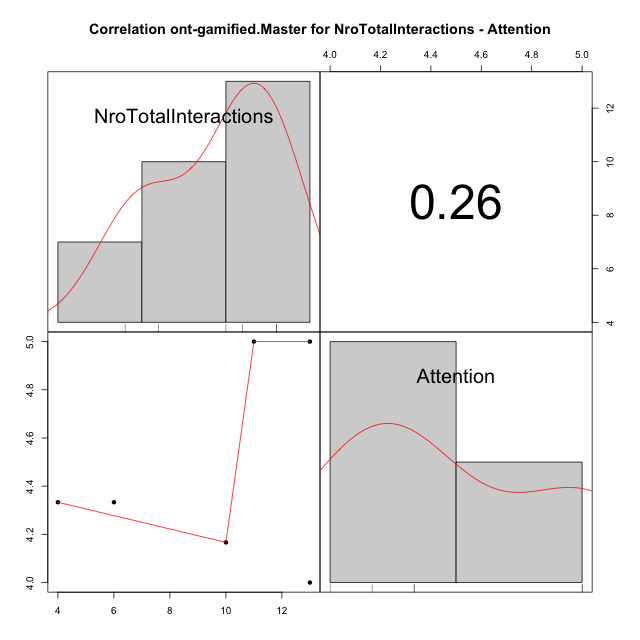 Correlation ont-gamified.Master for NroTotalInteractions - Attention
4.0 4.2 4.4 4.6 4.8 5.0
NroTotalInteractions
0.26
12
10
8
6
4
5.0
4.8
4.6
4.4
4.2
4.0
Attention
4 6 8 10 12